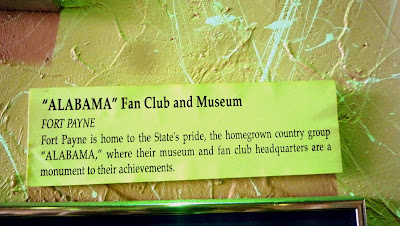 "ALABAMA" Fan Club and Museum
FORT PAYNE
Fort Payne is home to the State's pride, the homegrown country group
"ALABAMA," where their museum and fan club headquarters are a
monument to their achievements.